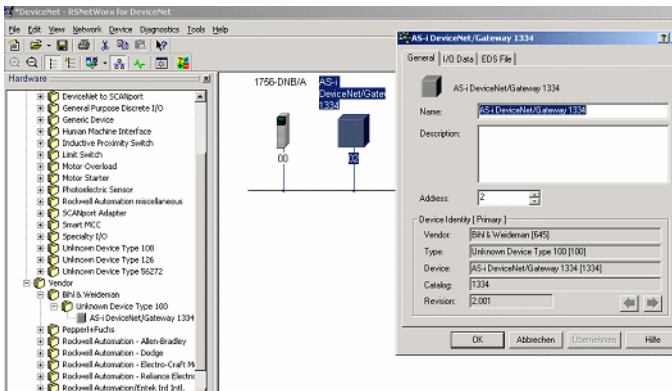 *DeviceNet - RSNetWorx for DeviceNet
File Edit View Network Device Diagnostics Tools Help
Hardware
DeviceNet to SCANport
General Purpose Discrete I/O
Generic Device
Human Machine Interface
Inductive Proximity Switch
Limit Switch
Motor Overload
Motor Starter
Photoelectric Sensor
Rockwell Automation miscellaneous
SCANport Adapter
Smart MCC
Specialty I/O
Unknown Device Type 100
Unknown Device Type 126
Unknown Device Type 56272
Vendor
Bihl & Weideman
Unknown Device Type 100
AS-i DeviceNet/Gateway 1334
Pepperl+Fuchs
Rockwell Automation - Allen-Bradley
Rockwell Automation - Dodge
Rockwell Automation - Electro-Craft M
Rockwell Automation - Reliance Electri
Rockwell Automation/Entek Ird Intl.
1756-DNB/A
AS-i
DeviceNet/Gatew
1334
00
02
AS-i DeviceNet/Gateway 1334
General I/O Data EDS File
AS-i DeviceNet/Gateway 1334
Name: AS-i DeviceNet/Gateway 1334
Description:
Address: 2
Device Identity [ Primary ]
Vendor: Bihl & Weideman [645]
Type: Unknown Device Type 100 [100]
Device: AS-i DeviceNet/Gateway 1334 [1334]
Catalog: 1334
Revision: 2.001
OK Abbrechen Übernehmen Hilfe